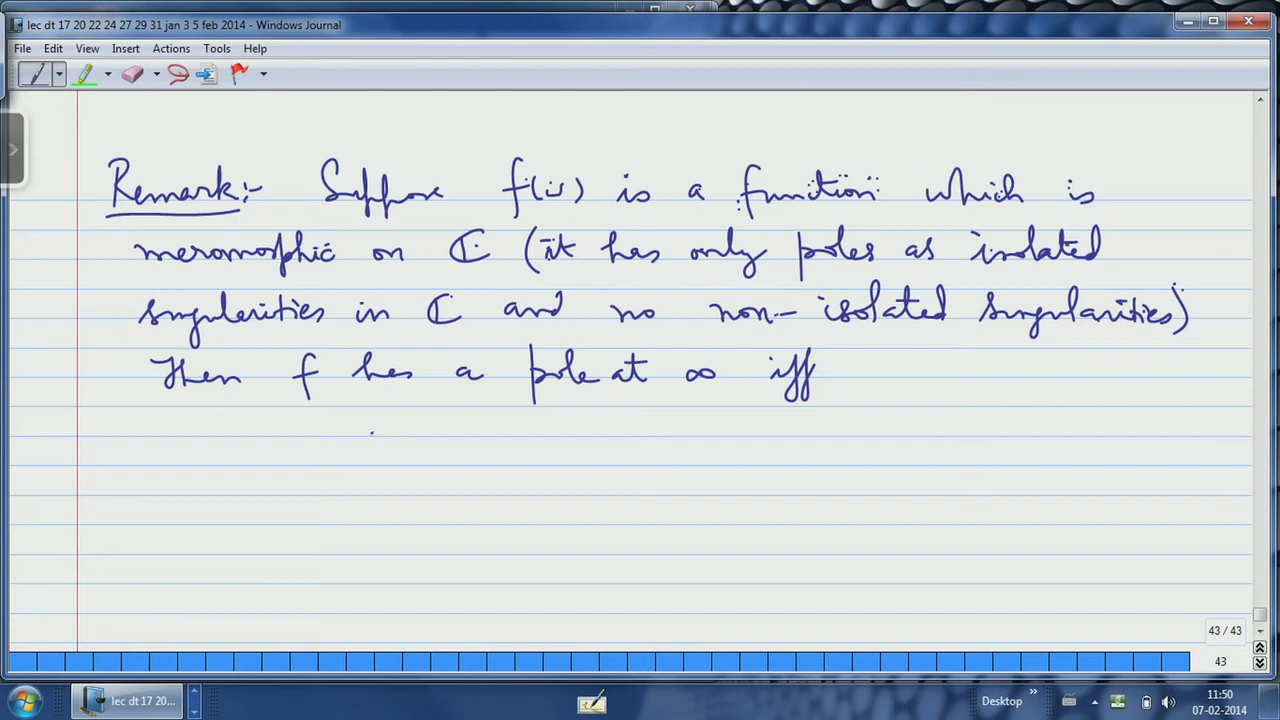 lec dt 17 20 22 24 27 29 31 jan 3 5 feb 2014 - Windows Journal
File Edit View Insert Actions Tools Help
Remark:- Suppose f(w) is a function which is
meromorphic on ℂ (it has only poles as isolated
singularities in ℂ and no non-isolated singularities)
Then f has a pole at ∞ iff
43 / 43
43
lec dt 17 20...
Desktop
11:50
07-02-2014